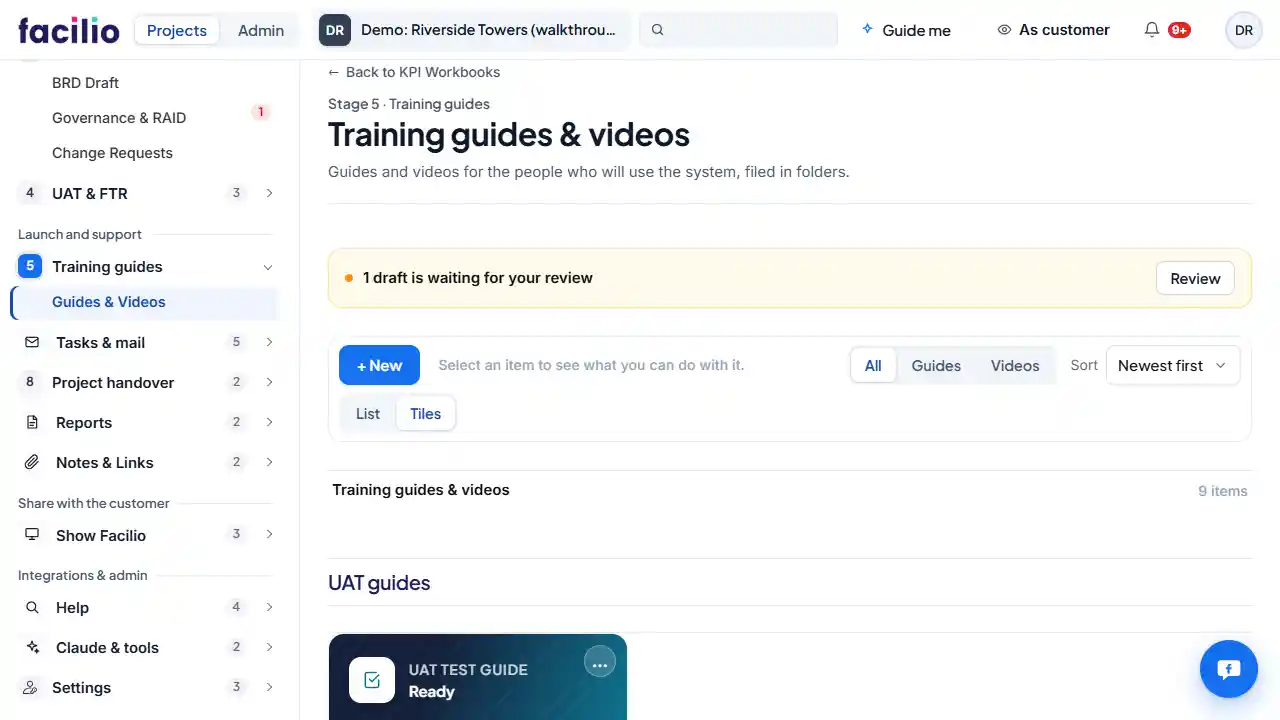 facilio
Projects
Admin
DR
Demo: Riverside Towers (walkthrou...
Guide me
As customer
9+
DR
BRD Draft
Governance & RAID
1
Change Requests
4
UAT & FTR
3
Launch and support
5
Training guides
Guides & Videos
Tasks & mail
5
8
Project handover
2
Reports
2
Notes & Links
2
Share with the customer
Show Facilio
3
Integrations & admin
Help
4
Claude & tools
2
Settings
3
← Back to KPI Workbooks
Stage 5 · Training guides
Training guides & videos
Guides and videos for the people who will use the system, filed in folders.
1 draft is waiting for your review
Review
+ New
Select an item to see what you can do with it.
All
Guides
Videos
Sort
Newest first
List
Tiles
Training guides & videos
9 items
UAT guides
UAT TEST GUIDE
Ready
...